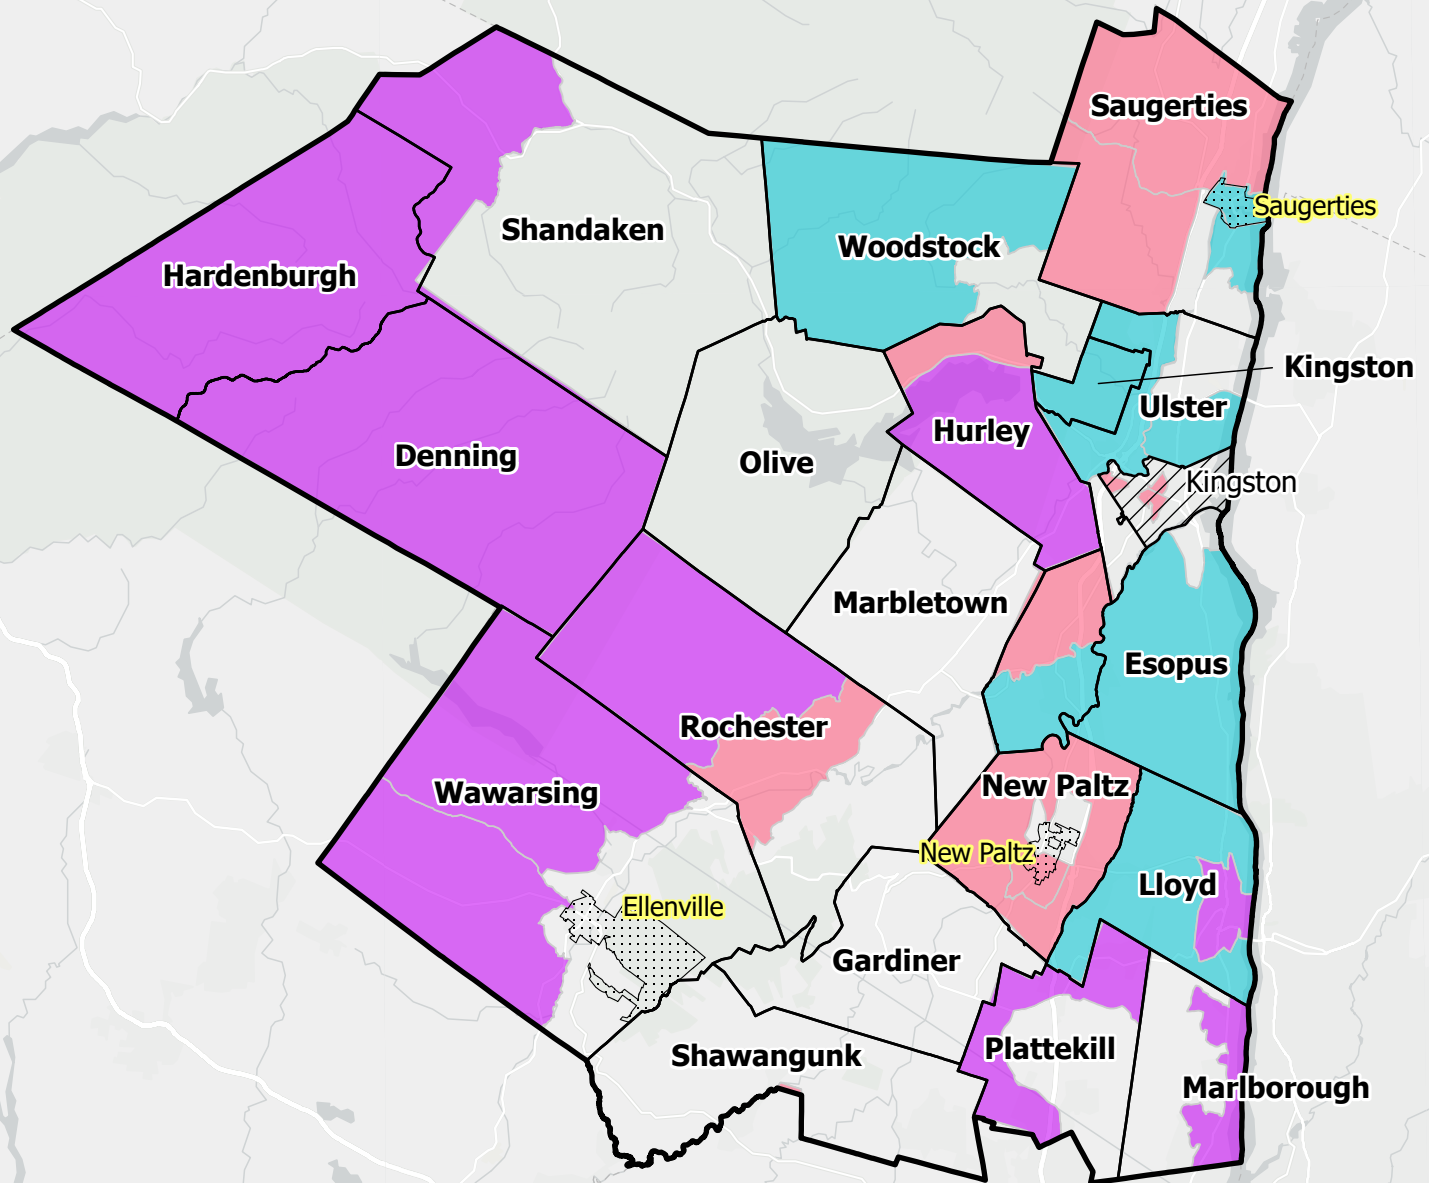 Saugerties
Saugerties
Shandaken
Woodstock
Hardenburgh
Kingston
Ulster
Hurley
Denning
Olive
Kingston
Marbletown
Esopus
Rochester
New Paltz
Wawarsing
New Paltz
Lloyd
Ellenville
Gardiner
Plattekill
Shawangunk
Marlborough